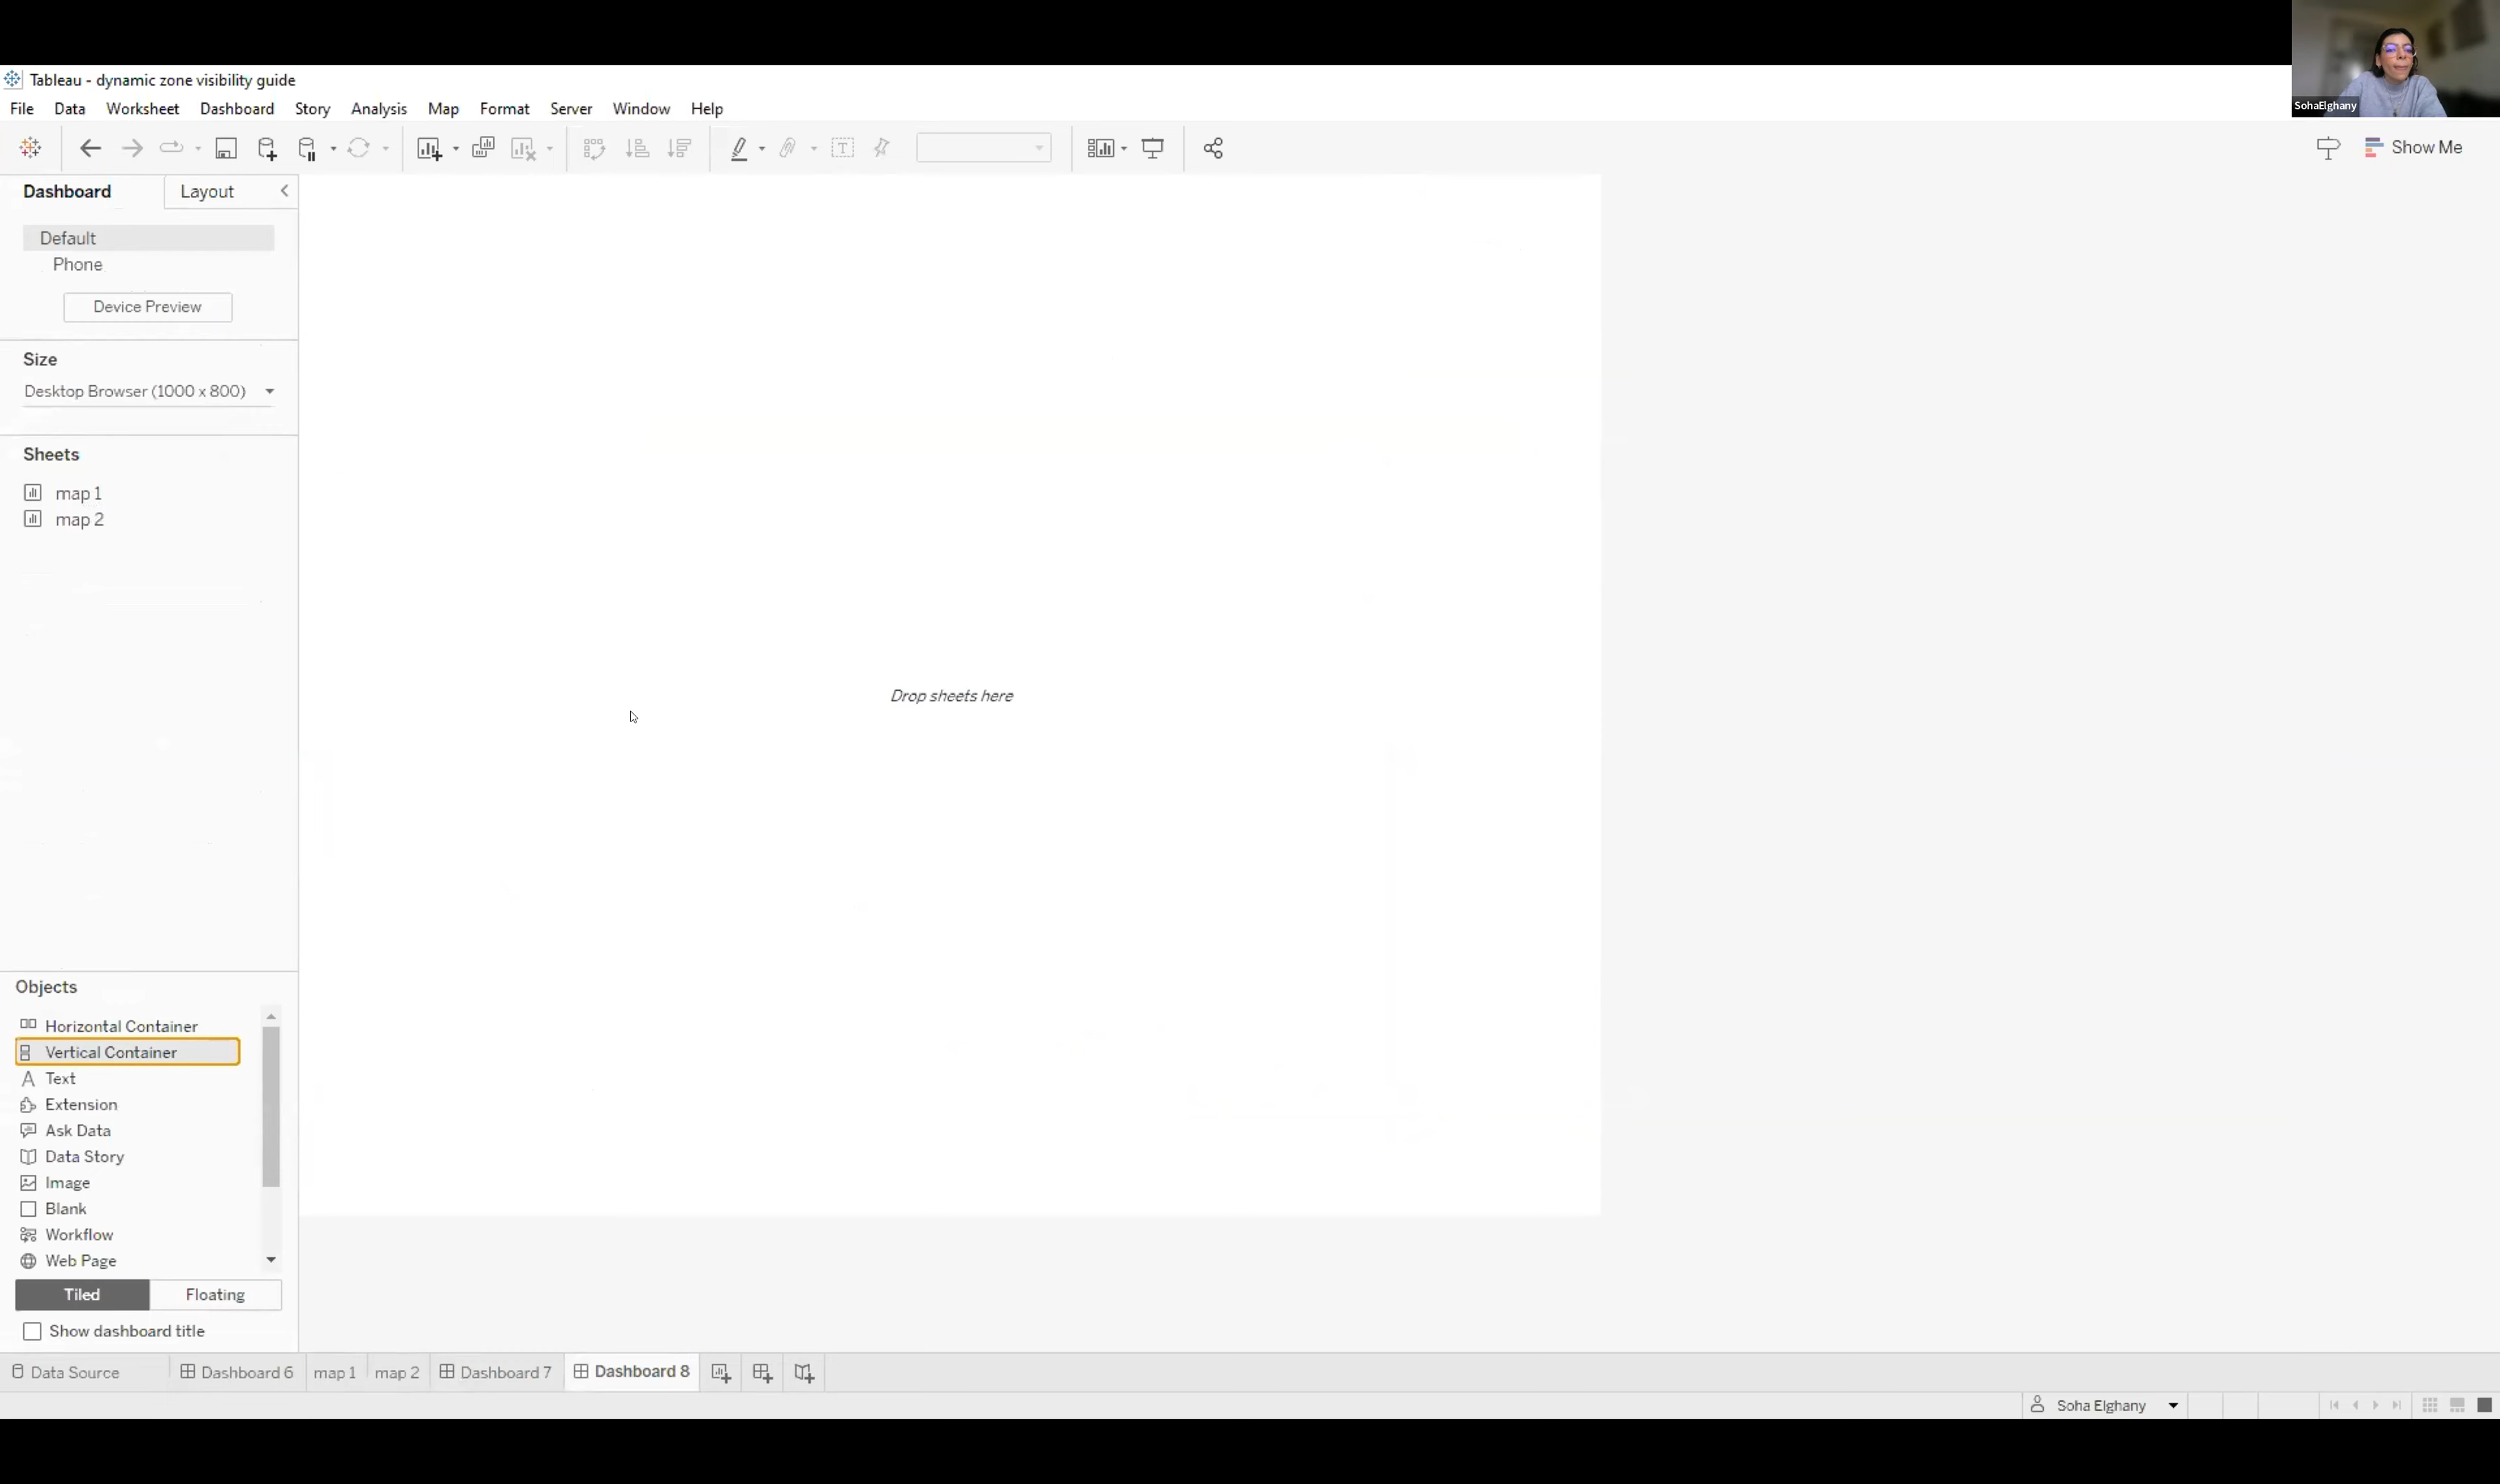 SohaElghany
Tableau - dynamic zone visibility guide
File Data Worksheet Dashboard Story Analysis Map Format Server Window Help
Show Me
Dashboard Layout
Default
Phone
Device Preview
Size
Desktop Browser (1000 x 800)
Sheets
map 1
map 2
Drop sheets here
Objects
Horizontal Container
Vertical Container
Text
Extension
Ask Data
Data Story
Image
Blank
Workflow
Web Page
Tiled Floating
Show dashboard title
Data Source Dashboard 6 map 1 map 2 Dashboard 7 Dashboard 8
Soha Elghany